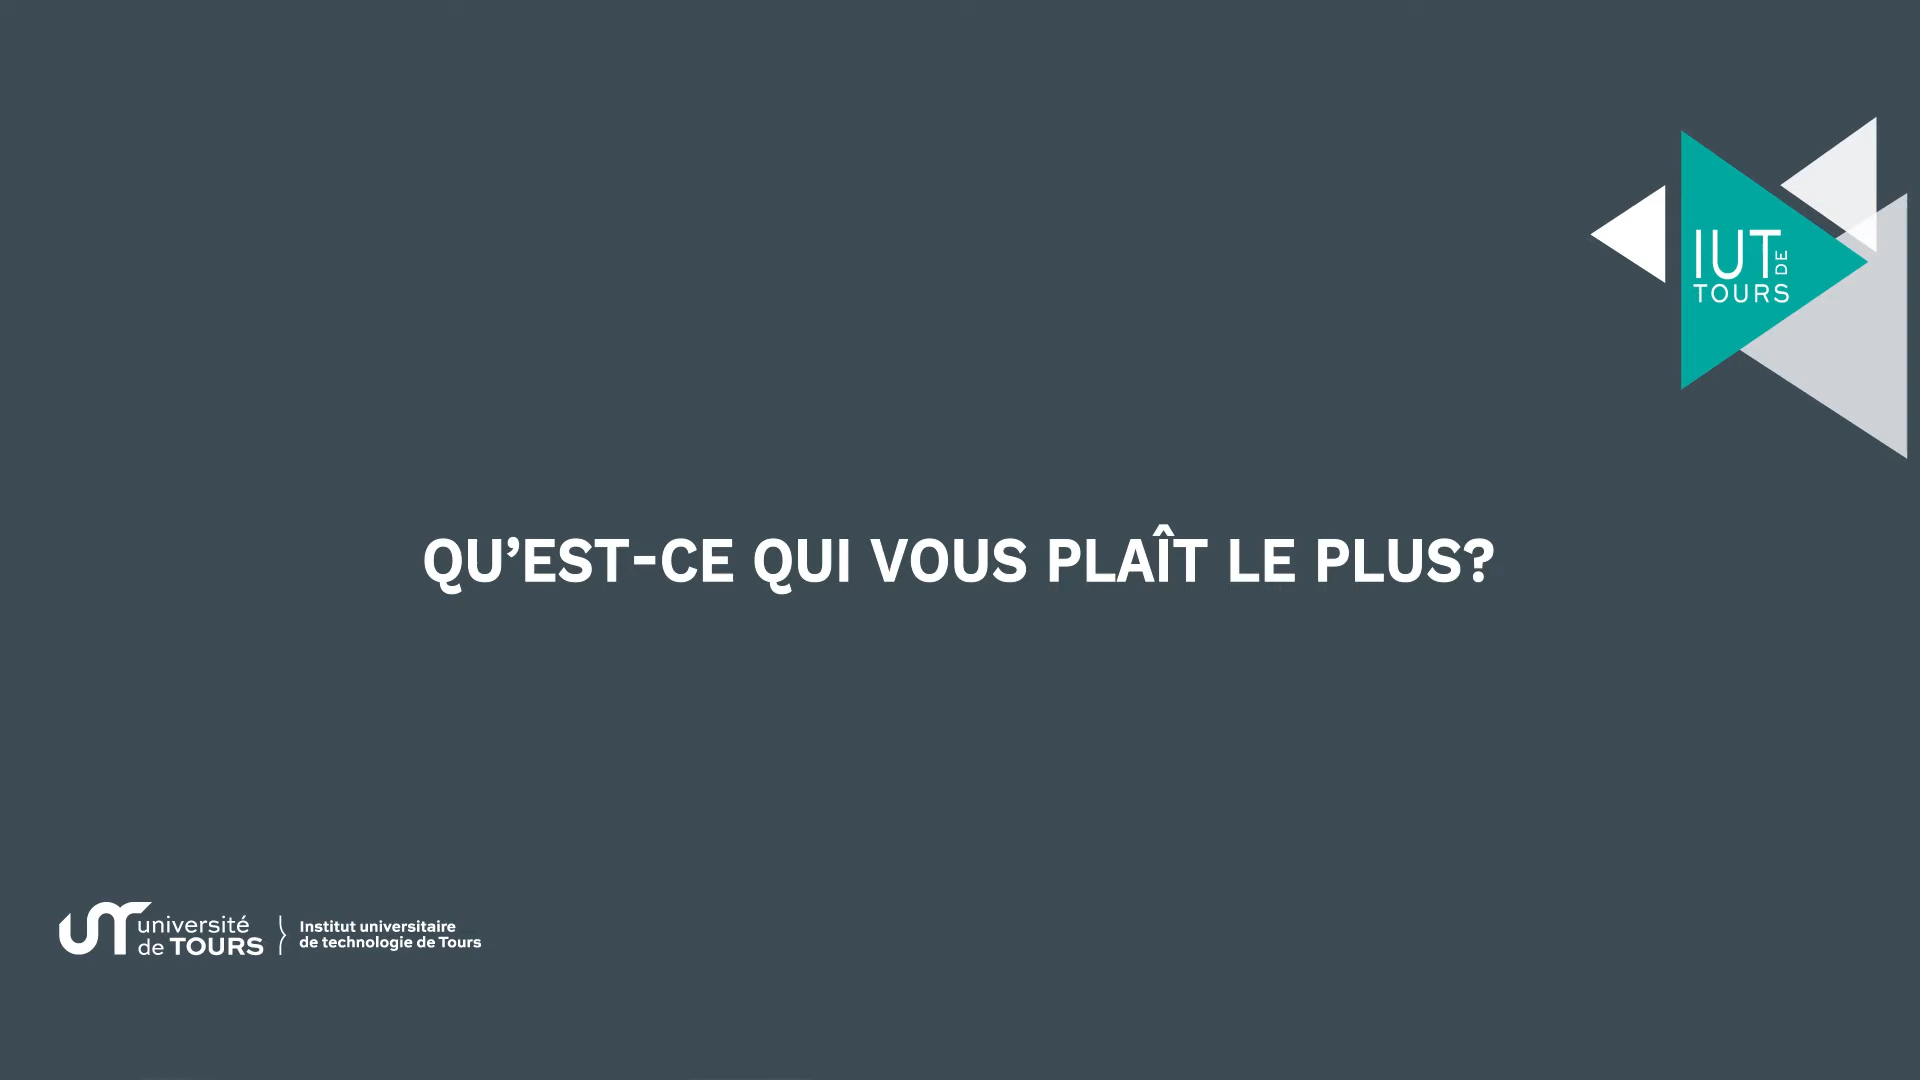 IUT DE
TOURS
QU’EST-CE QUI VOUS PLAÎT LE PLUS?
université
de TOURS
Institut universitaire
de technologie de Tours